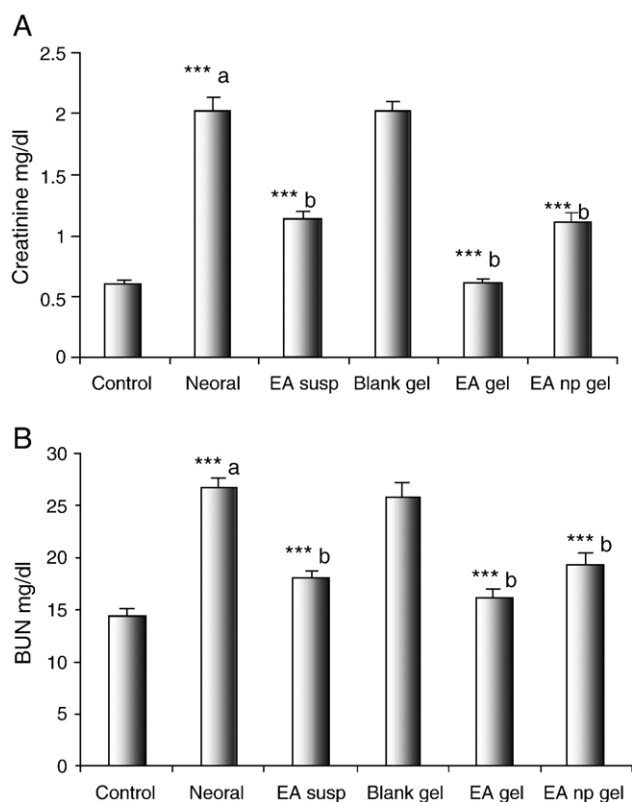 A
Creatinine mg/dl
2.5
2
1.5
1
0.5
0
*** a
*** b
*** b
*** b
Control Neoral EA susp Blank gel EA gel EA np gel
B
BUN mg/dl
30
25
20
15
10
5
0
*** a
*** b
*** b
*** b
Control Neoral EA susp Blank gel EA gel EA np gel